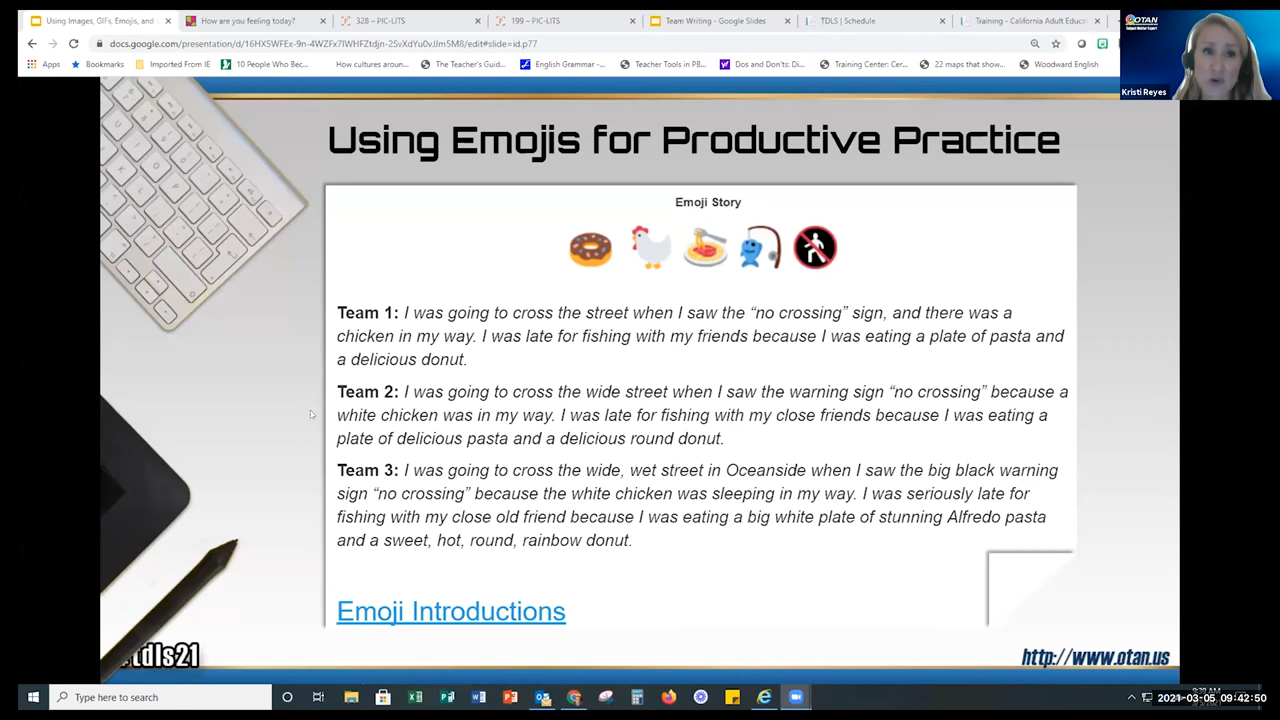 Using Images, GIFs, Emojis, and
How are you feeling today?
328 – PIC-LITS
199 – PIC-LITS
Team Writing - Google Slides
TDLS | Schedule
Training - California Adult Educa
docs.google.com/presentation/d/16HX5WFEx-9n-4WZFx7lWHFZtdjn-2SvXdYu0vJJm5M8/edit#slide=id.p77
Apps
Bookmarks
Imported From IE
10 People Who Bec...
How cultures aroun...
The Teacher's Guid...
English Grammar -...
Teacher Tools in PB...
Dos and Don'ts: Di...
Training Center: Cer...
22 maps that show...
Woodward English
OTAN
Subject Matter Expert
Kristi Reyes
Using Emojis for Productive Practice
Emoji Story
Team 1: I was going to cross the street when I saw the “no crossing” sign, and there was a
chicken in my way. I was late for fishing with my friends because I was eating a plate of pasta and
a delicious donut.
Team 2: I was going to cross the wide street when I saw the warning sign “no crossing” because a
white chicken was in my way. I was late for fishing with my close friends because I was eating a
plate of delicious pasta and a delicious round donut.
Team 3: I was going to cross the wide, wet street in Oceanside when I saw the big black warning
sign “no crossing” because the white chicken was sleeping in my way. I was seriously late for
fishing with my close old friend because I was eating a big white plate of stunning Alfredo pasta
and a sweet, hot, round, rainbow donut.
Emoji Introductions
tdls21
http://www.otan.us
Type here to search
2021-03-05 09:42:50